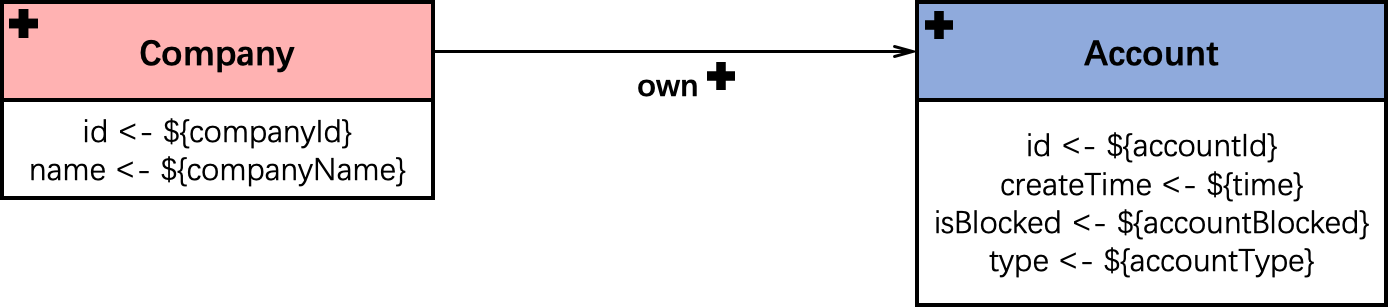 Company
id <- ${companyId}
name <- ${companyName}
own
Account
id <- ${accountId}
createTime <- ${time}
isBlocked <- ${accountBlocked}
type <- ${accountType}